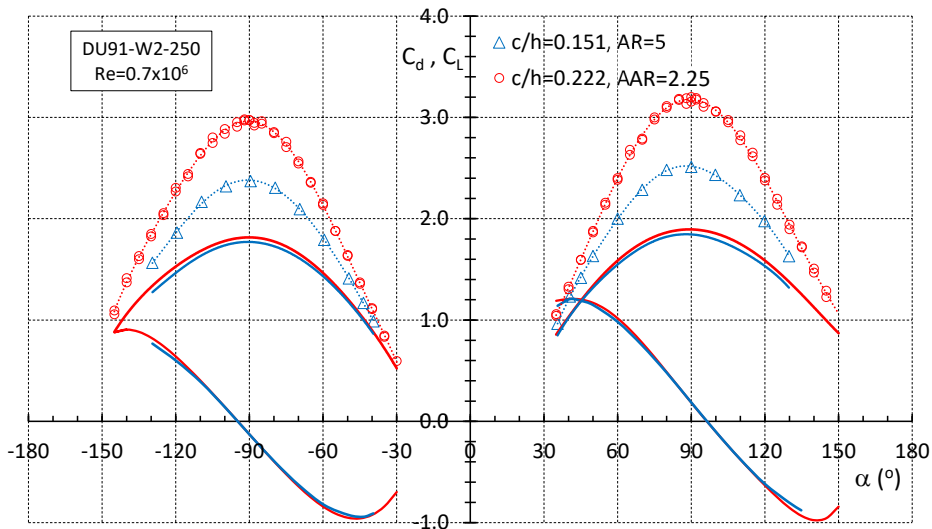 4.0
DU91-W2-250
Re=0.7x10⁶
C_d , C_L
c/h=0.151, AR=5
c/h=0.222, AAR=2.25
3.0
2.0
1.0
0.0
-180 -150 -120 -90 -60 -30 0 30 60 90 120 150 180
α (°)
-1.0